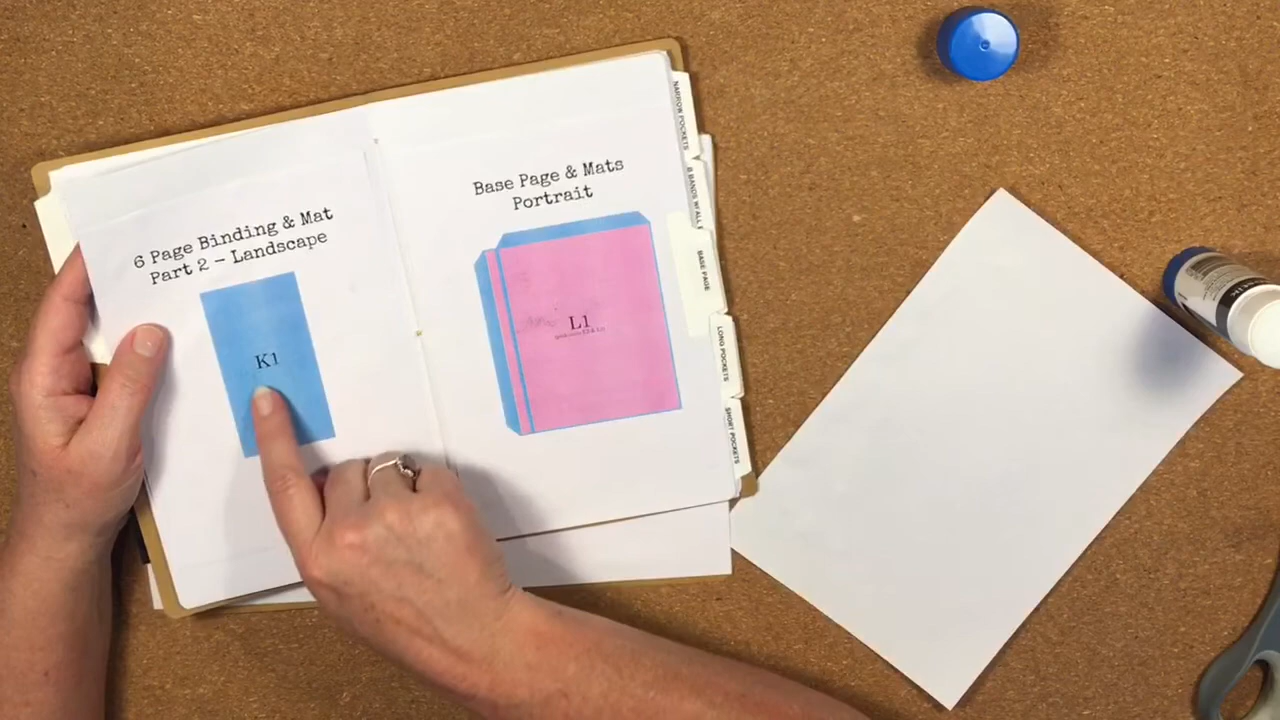 6 Page Binding & Mat
Part 2 - Landscape
K1
Base Page & Mats
Portrait
L1
NARROW POCKETS
BASE PAGE
LONG POCKETS
SHORT POCKETS